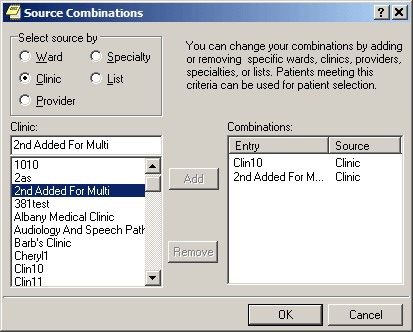 Source Combinations
Select source by
Ward
Specialty
Clinic
List
Provider
You can change your combinations by adding
or removing specific wards, clinics, providers,
specialties, or lists. Patients meeting this
criteria can be used for patient selection.
Clinic:
2nd Added For Multi
1010
2as
2nd Added For Multi
381test
Albany Medical Clinic
Audiology And Speech Path
Barb's Clinic
Cheryl1
Clin10
Clin11
Add
Remove
Combinations:
Entry Source
Clin10 Clinic
2nd Added For M... Clinic
OK
Cancel